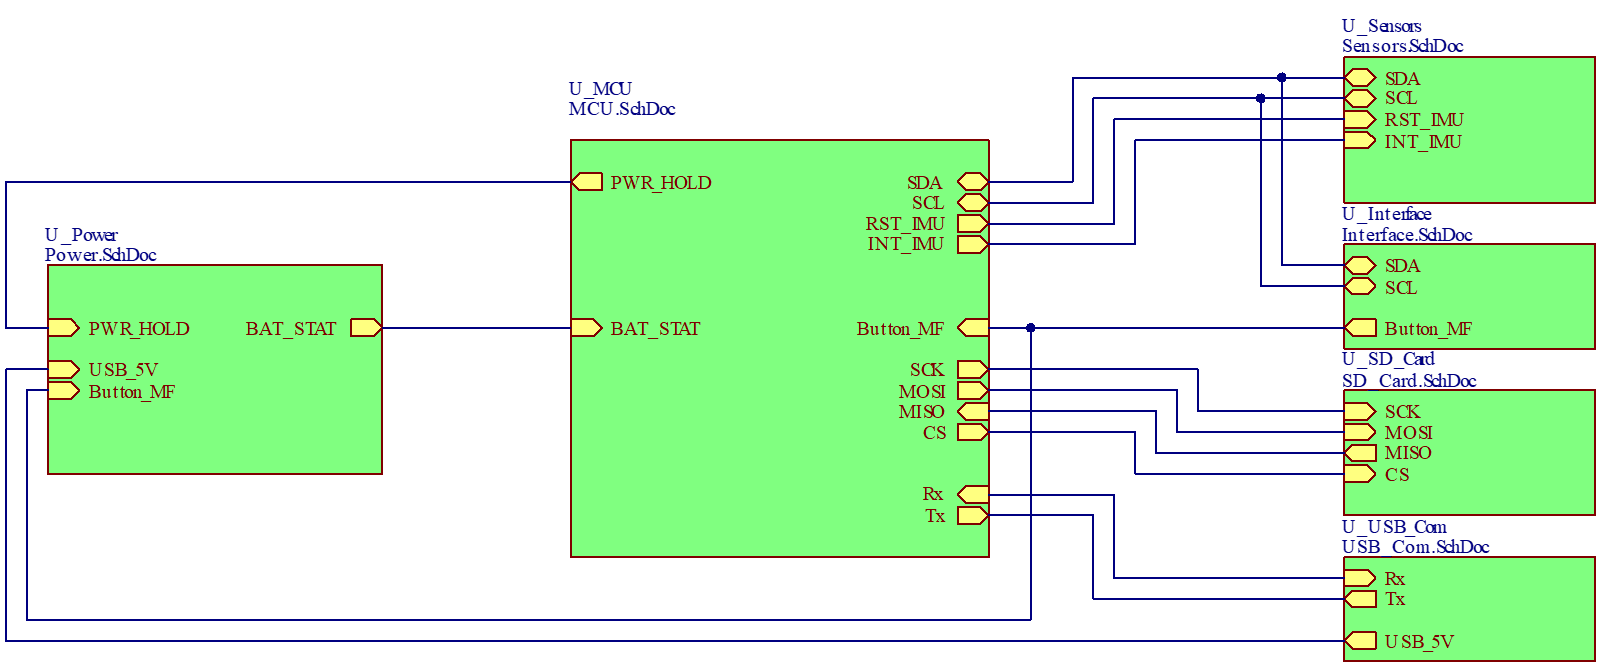 U_Sensors
Sensors.SchDoc
SDA
SCL
RST_IMU
INT_IMU
U_MCU
MCU.SchDoc
PWR_HOLD
BAT_STAT
SDA
SCL
RST_IMU
INT_IMU
Button_MF
SCK
MOSI
MISO
CS
Rx
Tx
U_Power
Power.SchDoc
PWR_HOLD
BAT_STAT
USB_5V
Button_MF
U_Interface
Interface.SchDoc
SDA
SCL
Button_MF
U_SD_Card
SD_Card.SchDoc
SCK
MOSI
MISO
CS
U_USB_Com
USB_Com.SchDoc
Rx
Tx
USB_5V